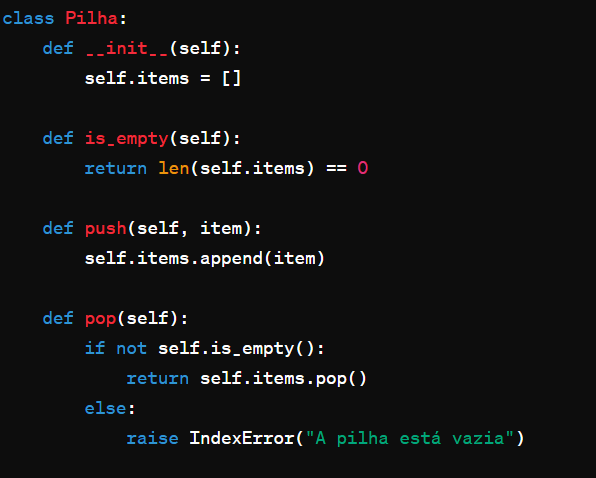 class Pilha:
    def __init__(self):
        self.items = []
    def is_empty(self):
        return len(self.items) == 0
    def push(self, item):
        self.items.append(item)
    def pop(self):
        if not self.is_empty():
            return self.items.pop()
        else:
            raise IndexError("A pilha está vazia")